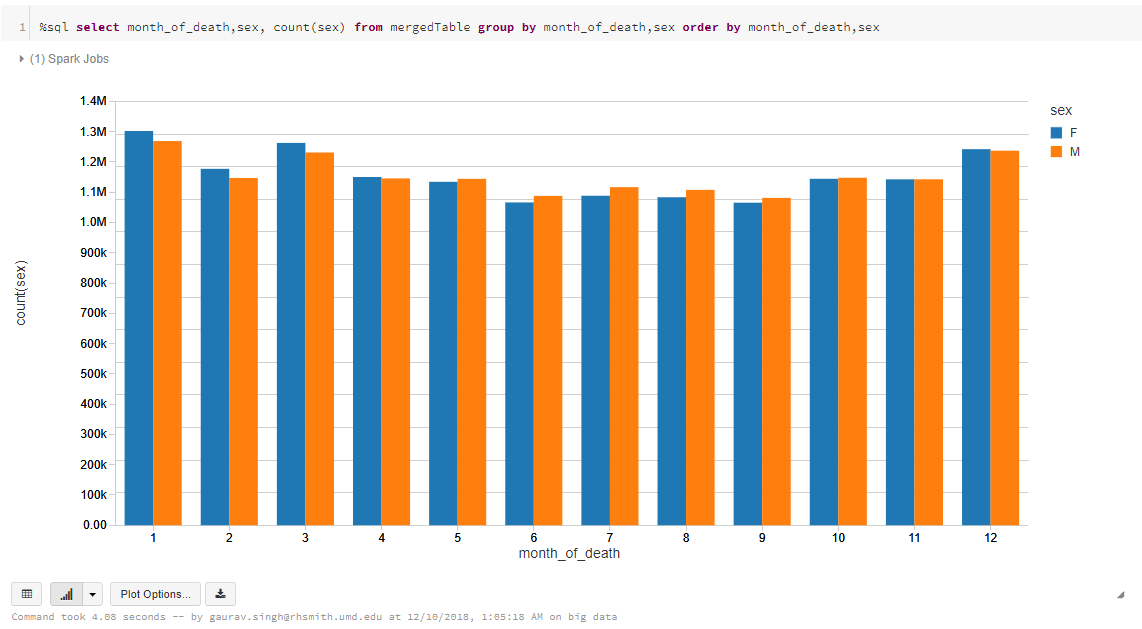 1 %sql select month_of_death,sex, count(sex) from mergedTable group by month_of_death,sex order by month_of_death,sex
(1) Spark Jobs
sex
F
M
1.4M
1.3M
1.2M
1.1M
1.0M
900k
800k
700k
600k
500k
400k
300k
200k
100k
0.00
count(sex)
1 2 3 4 5 6 7 8 9 10 11 12
month_of_death
Plot Options...
Command took 4.08 seconds -- by gaurav.singh@rhsmith.umd.edu at 12/10/2018, 1:05:18 AM on big data